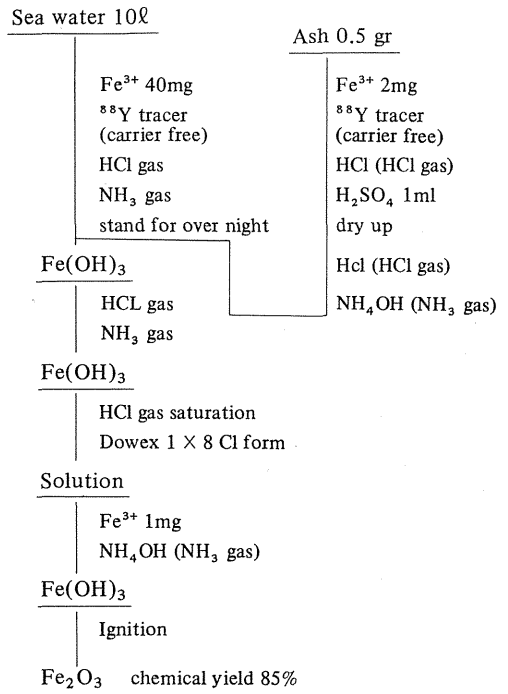 Sea water 10ℓ
Fe³⁺ 40mg
⁸⁸Y tracer
(carrier free)
HCl gas
NH₃ gas
stand for over night
Ash 0.5 gr
Fe³⁺ 2mg
⁸⁸Y tracer
(carrier free)
HCl (HCl gas)
H₂SO₄ 1ml
dry up
Hcl (HCl gas)
NH₄OH (NH₃ gas)
Fe(OH)₃
HCL gas
NH₃ gas
Fe(OH)₃
HCl gas saturation
Dowex 1 × 8 Cl form
Solution
Fe³⁺ 1mg
NH₄OH (NH₃ gas)
Fe(OH)₃
Ignition
Fe₂O₃ chemical yield 85%